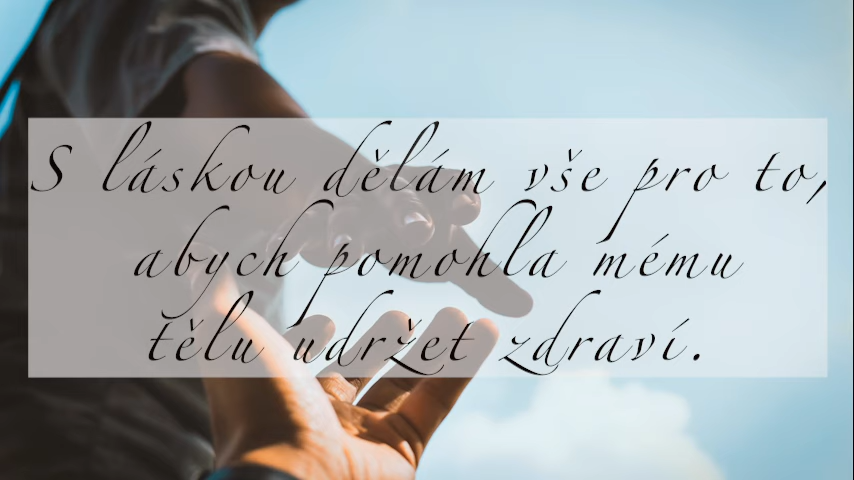 S láskou dělám vše pro to,
abych pomohla mému
tělu udržet zdraví.